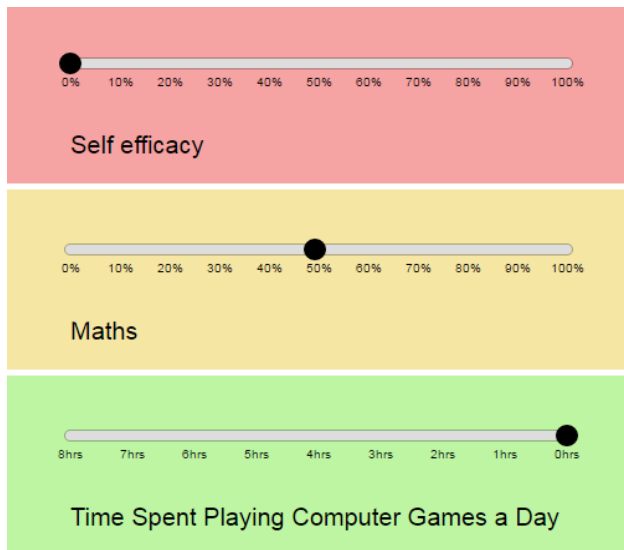 0% 10% 20% 30% 40% 50% 60% 70% 80% 90% 100%
Self efficacy
0% 10% 20% 30% 40% 50% 60% 70% 80% 90% 100%
Maths
8hrs 7hrs 6hrs 5hrs 4hrs 3hrs 2hrs 1hrs 0hrs
Time Spent Playing Computer Games a Day